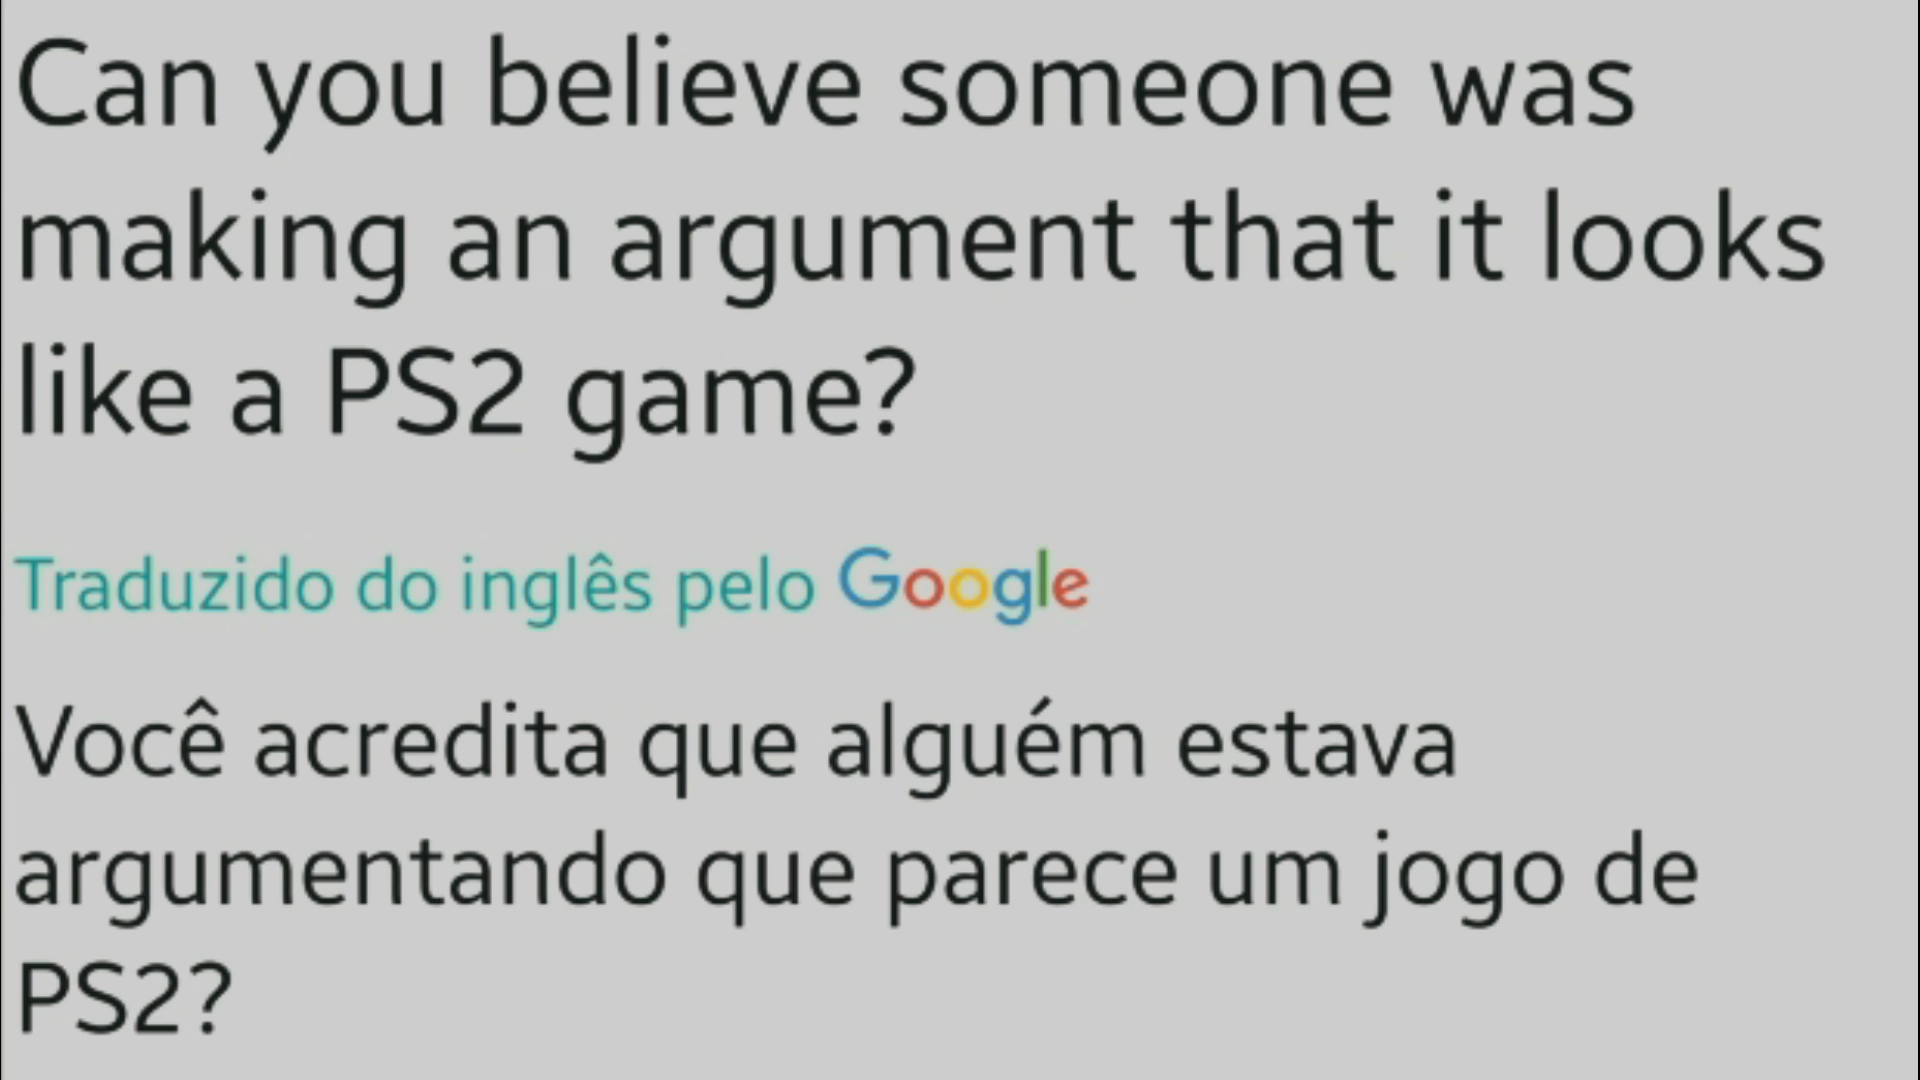 Can you believe someone was
making an argument that it looks
like a PS2 game?
Traduzido do inglês pelo Google
Você acredita que alguém estava
argumentando que parece um jogo de
PS2?